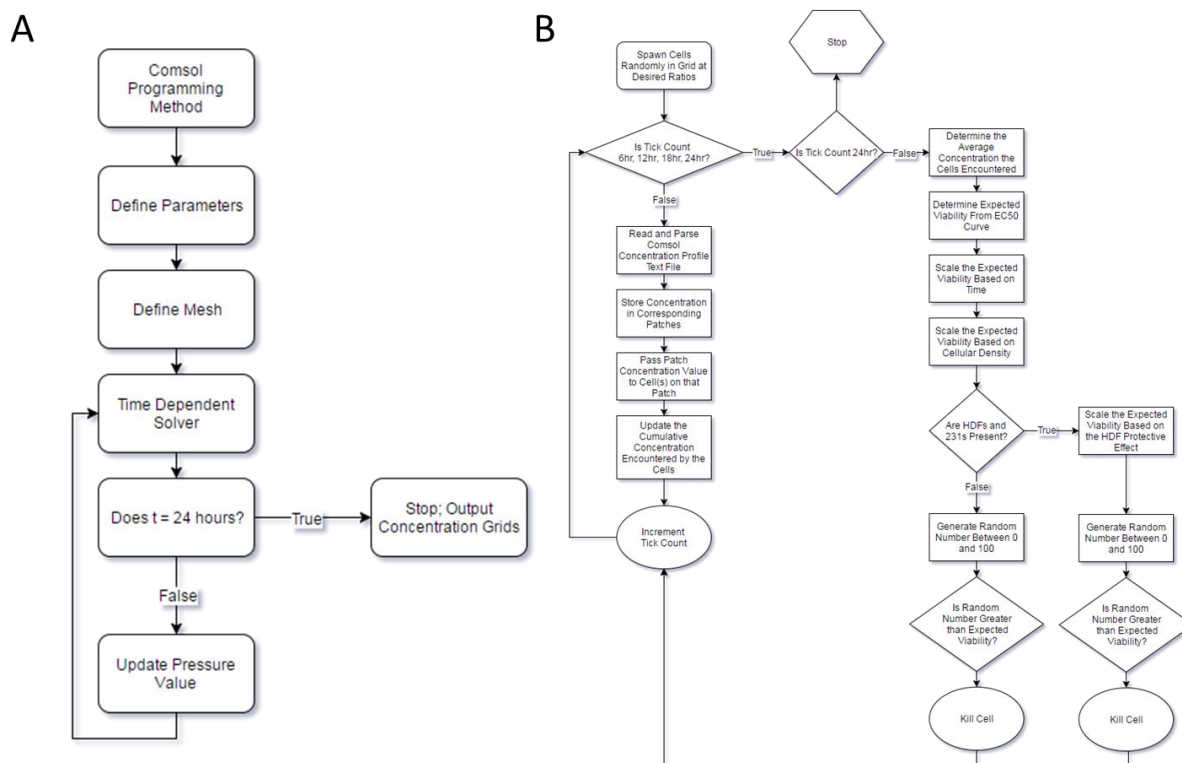 A
Comsol
Programming
Method
Define Parameters
Define Mesh
Time Dependent
Solver
Does t = 24 hours?
True
Stop; Output
Concentration Grids
False
Update Pressure
Value
B
Spawn Cells
Randomly in Grid at
Desired Ratios
Is Tick Count
6hr, 12hr, 18hr, 24hr?
True
Is Tick Count 24hr?
Stop
False
Read and Parse
Comsol
Concentration Profile
Text File
Store Concentration
in Corresponding
Patches
Pass Patch
Concentration Value
to Cell(s) on that
Patch
Update the
Cumulative
Concentration
Encountered by the
Cells
Increment
Tick Count
False
Determine the
Average
Concentration the
Cells Encountered
Determine Expected
Viability From EC50
Curve
Scale the Expected
Viability Based on
Time
Scale the Expected
Viability Based on
Cellular Density
Are HDFs and
231s Present?
True
Scale the Expected
Viability Based on
the HDF Protective
Effect
False
Generate Random
Number Between 0
and 100
Is Random
Number Greater
than Expected
Viability?
Kill Cell
Generate Random
Number Between 0
and 100
Is Random
Number Greater
than Expected
Viability?
Kill Cell